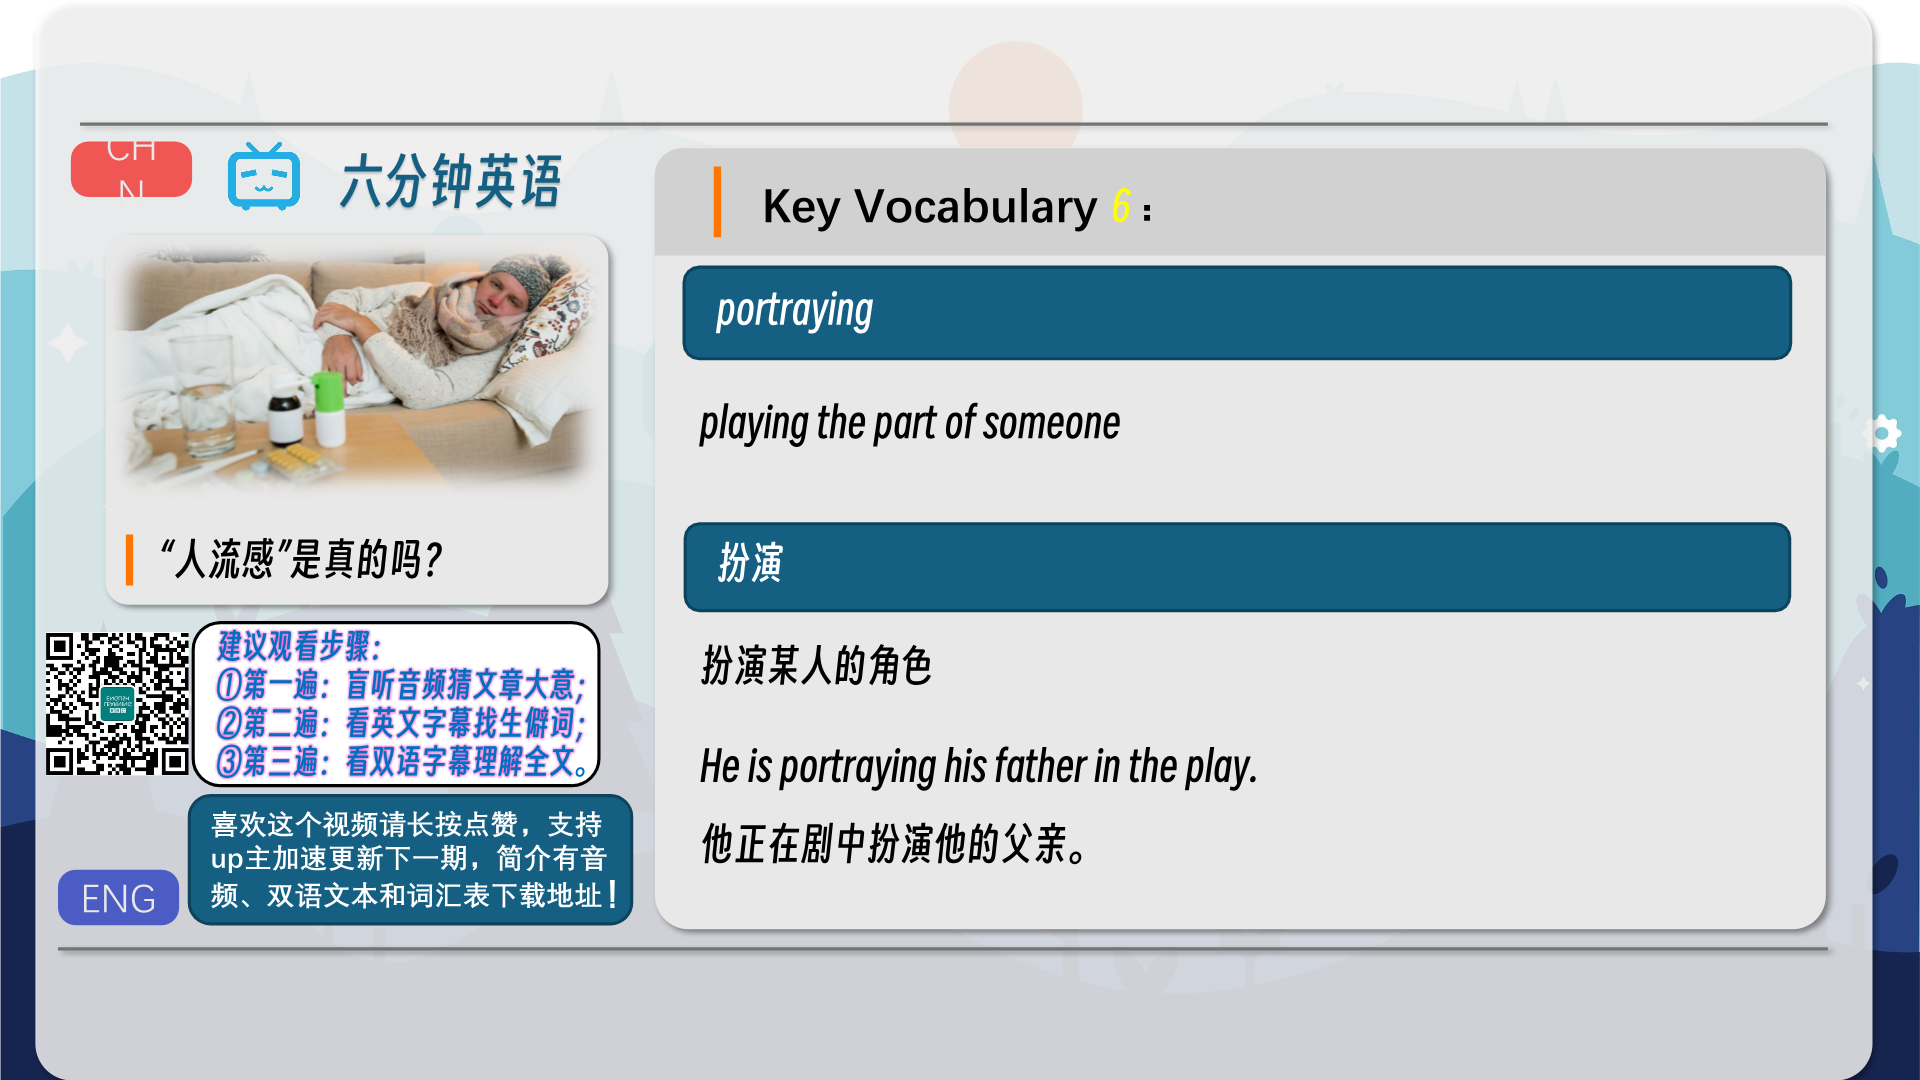 CH
N
六分钟英语
“人流感”是真的吗？
建议观看步骤：
①第一遍：盲听音频猜文章大意；
②第二遍：看英文字幕找生僻词；
③第三遍：看双语字幕理解全文。
喜欢这个视频请长按点赞，支持
up主加速更新下一期，简介有音
频、双语文本和词汇表下载地址！
ENG
Key Vocabulary 6：
portraying
playing the part of someone
扮演
扮演某人的角色
He is portraying his father in the play.
他正在剧中扮演他的父亲。